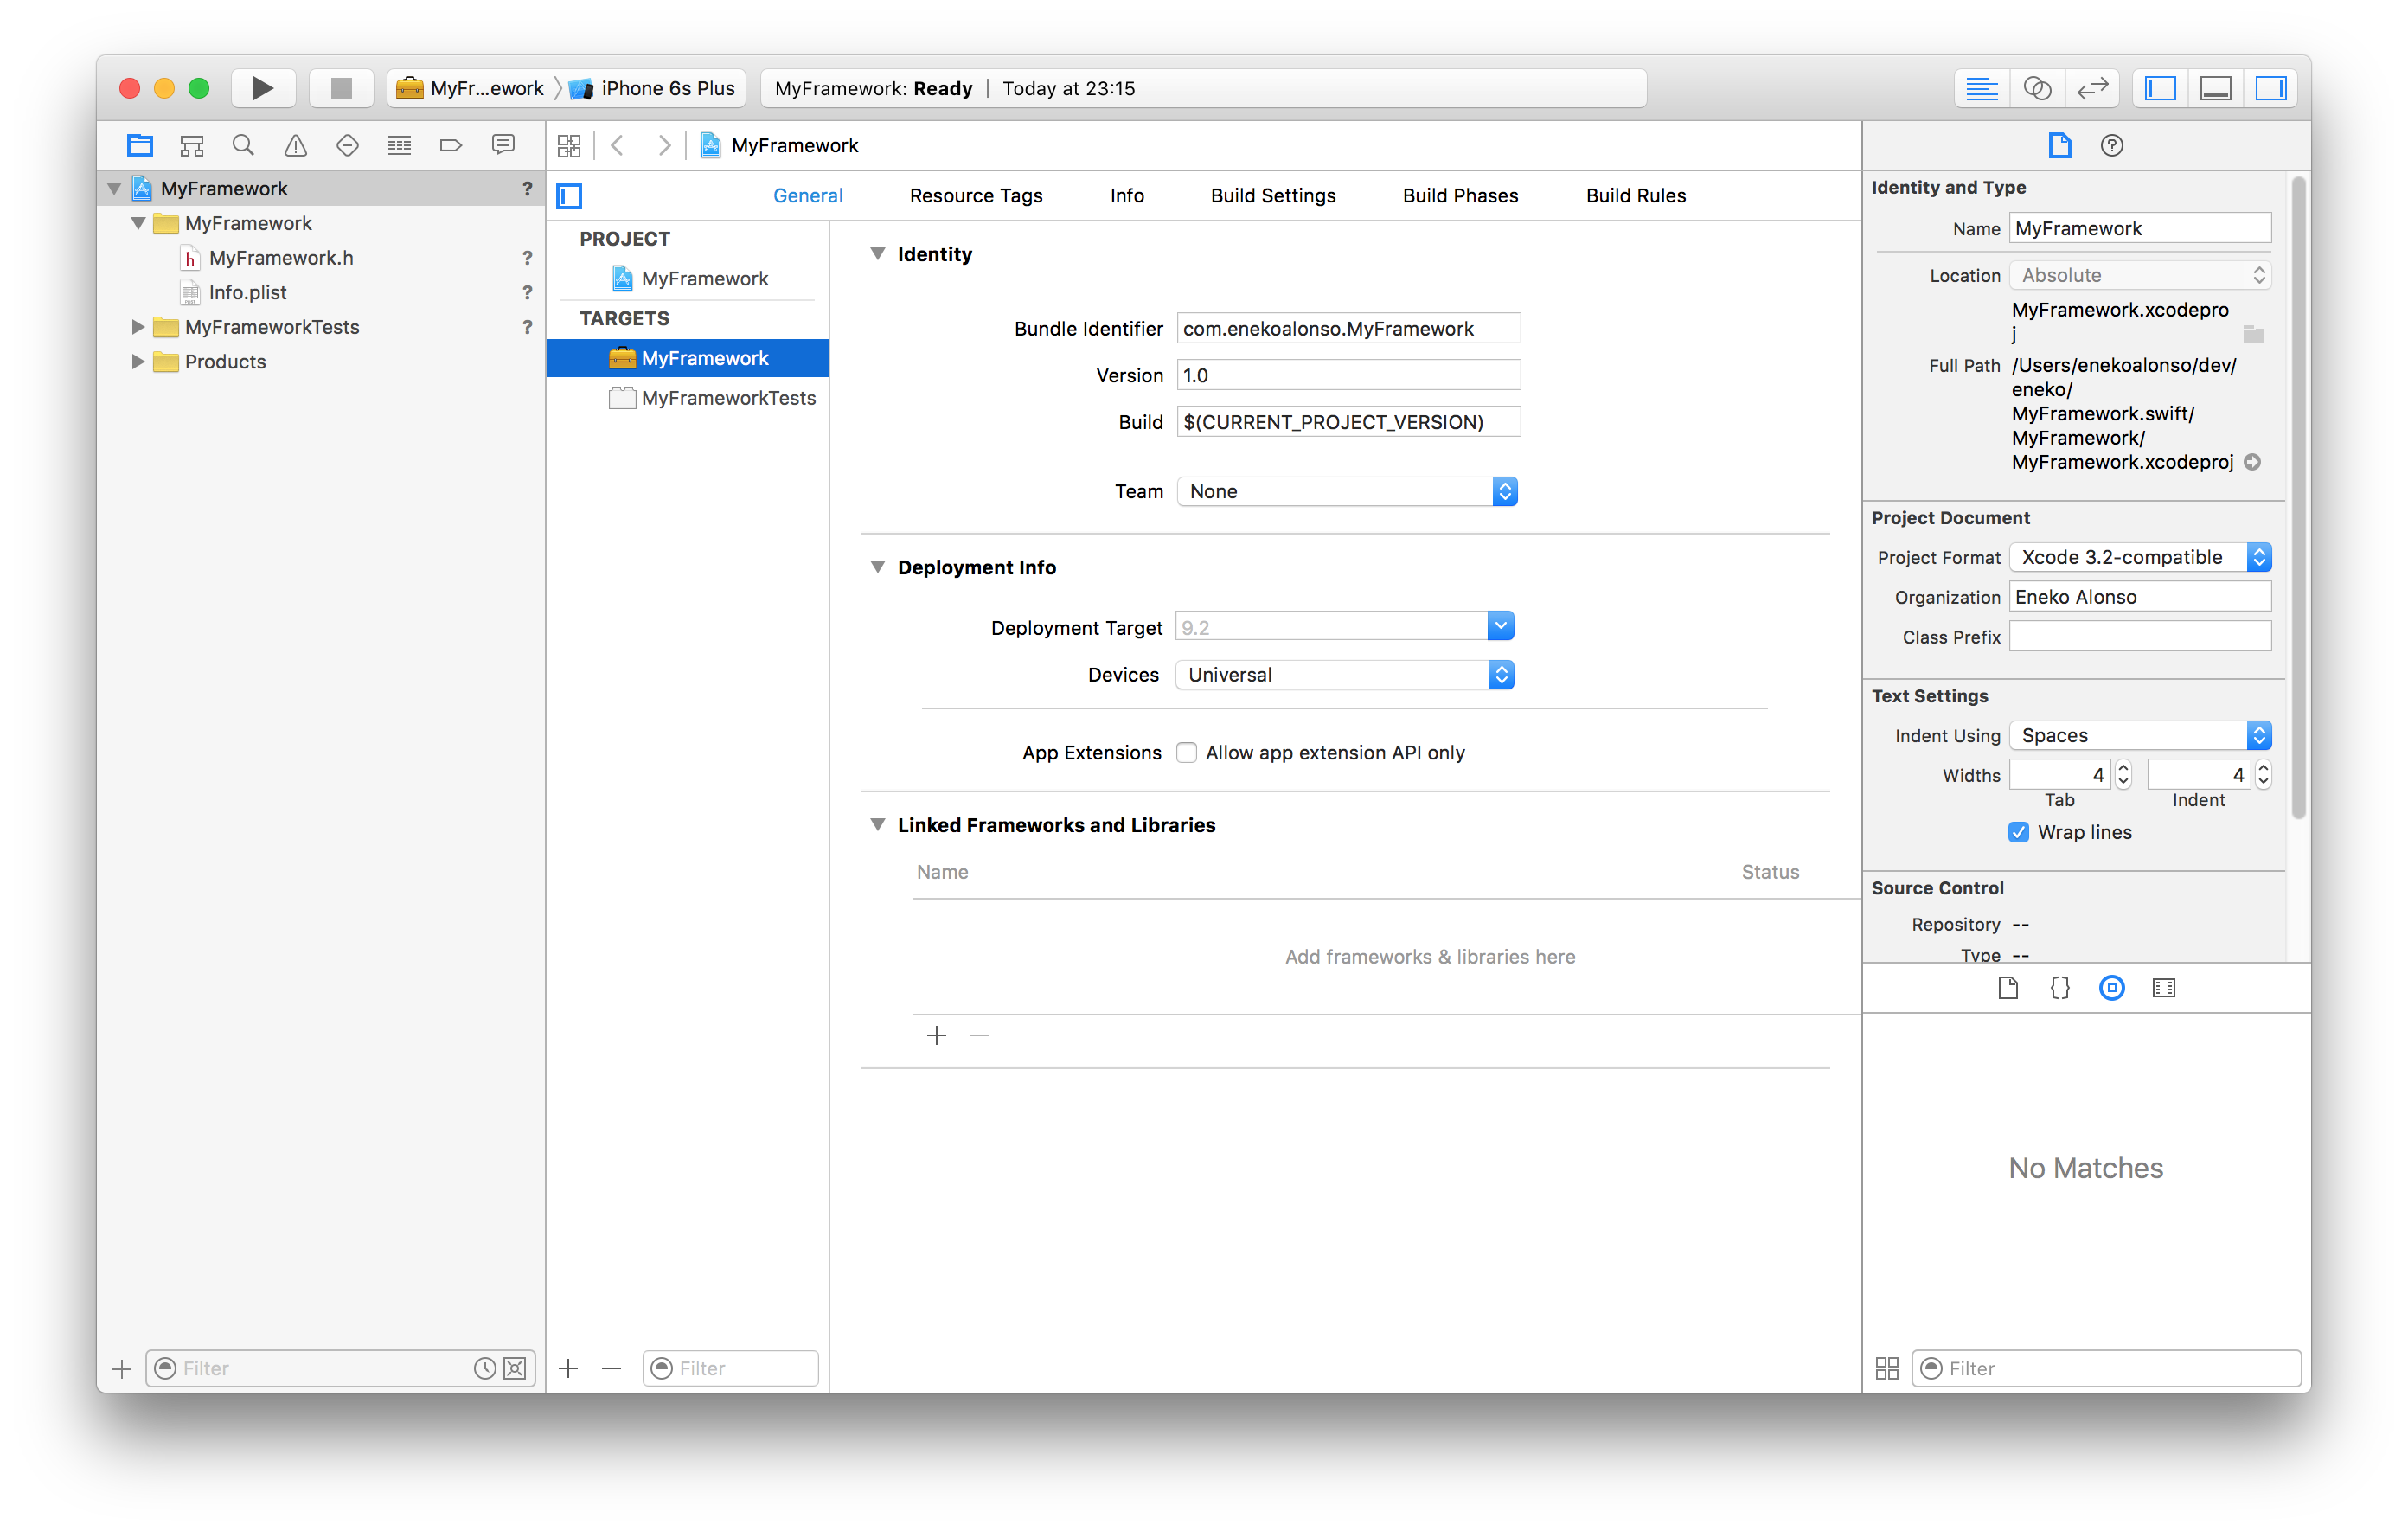 MyFr...ework
iPhone 6s Plus
MyFramework: Ready | Today at 23:15
MyFramework ?
MyFramework
h MyFramework.h ?
Info.plist ?
MyFrameworkTests ?
Products
Filter
MyFramework
General Resource Tags Info Build Settings Build Phases Build Rules
PROJECT
MyFramework
TARGETS
MyFramework
MyFrameworkTests
Filter
Identity
Bundle Identifier com.enekoalonso.MyFramework
Version 1.0
Build $(CURRENT_PROJECT_VERSION)
Team None
Deployment Info
Deployment Target 9.2
Devices Universal
App Extensions Allow app extension API only
Linked Frameworks and Libraries
Name Status
Add frameworks & libraries here
Identity and Type
Name MyFramework
Location Absolute
MyFramework.xcodepro
j
Full Path /Users/enekoalonso/dev/
eneko/
MyFramework.swift/
MyFramework/
MyFramework.xcodeproj
Project Document
Project Format Xcode 3.2-compatible
Organization Eneko Alonso
Class Prefix
Text Settings
Indent Using Spaces
Widths 4 4
Tab Indent
Wrap lines
Source Control
Repository --
Type --
{}
No Matches
Filter